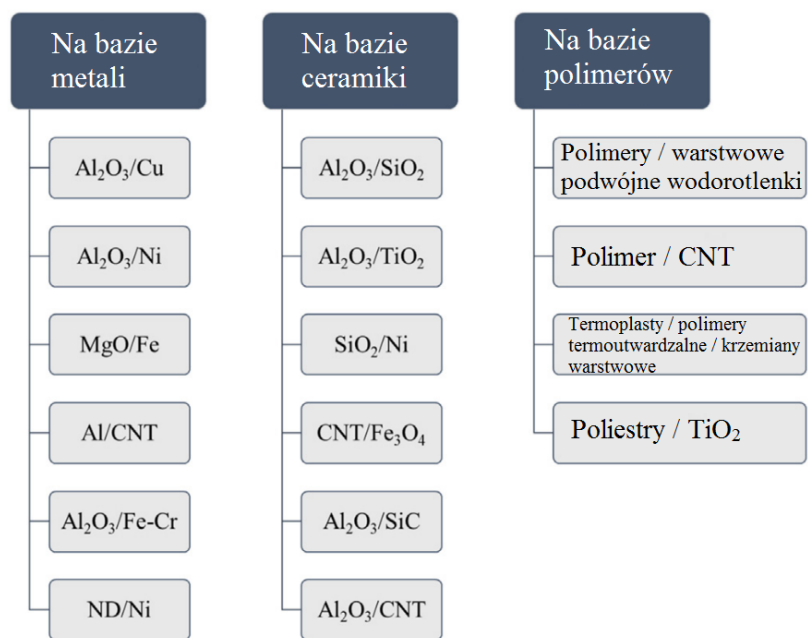 Na bazie
metali
Al₂O₃/Cu
Al₂O₃/Ni
MgO/Fe
Al/CNT
Al₂O₃/Fe-Cr
ND/Ni
Na bazie
ceramiki
Al₂O₃/SiO₂
Al₂O₃/TiO₂
SiO₂/Ni
CNT/Fe₃O₄
Al₂O₃/SiC
Al₂O₃/CNT
Na bazie
polimerów
Polimery / warstwowe
podwójne wodorotlenki
Polimer / CNT
Termoplasty / polimery
termoutwardzalne / krzemiany
warstwowe
Poliestry / TiO₂